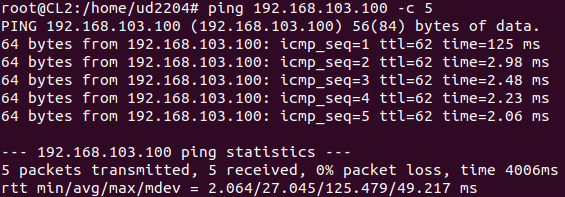 root@CL2:/home/ud2204# ping 192.168.103.100 -c 5
PING 192.168.103.100 (192.168.103.100) 56(84) bytes of data.
64 bytes from 192.168.103.100: icmp_seq=1 ttl=62 time=125 ms
64 bytes from 192.168.103.100: icmp_seq=2 ttl=62 time=2.98 ms
64 bytes from 192.168.103.100: icmp_seq=3 ttl=62 time=2.48 ms
64 bytes from 192.168.103.100: icmp_seq=4 ttl=62 time=2.23 ms
64 bytes from 192.168.103.100: icmp_seq=5 ttl=62 time=2.06 ms
--- 192.168.103.100 ping statistics ---
5 packets transmitted, 5 received, 0% packet loss, time 4006ms
rtt min/avg/max/mdev = 2.064/27.045/125.479/49.217 ms